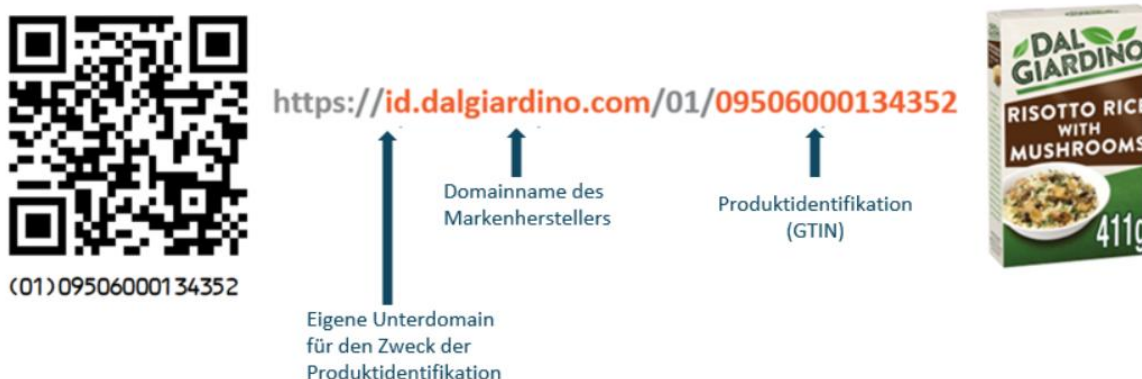 https://id.dalgiardino.com/01/09506000134352
Domainname des
Markenherstellers
Produktidentifikation
(GTIN)
(01)09506000134352
Eigene Unterdomain
für den Zweck der
Produktidentifikation
DAL
GIARDINO
RISOTTO RICE
WITH
MUSHROOMS
411g